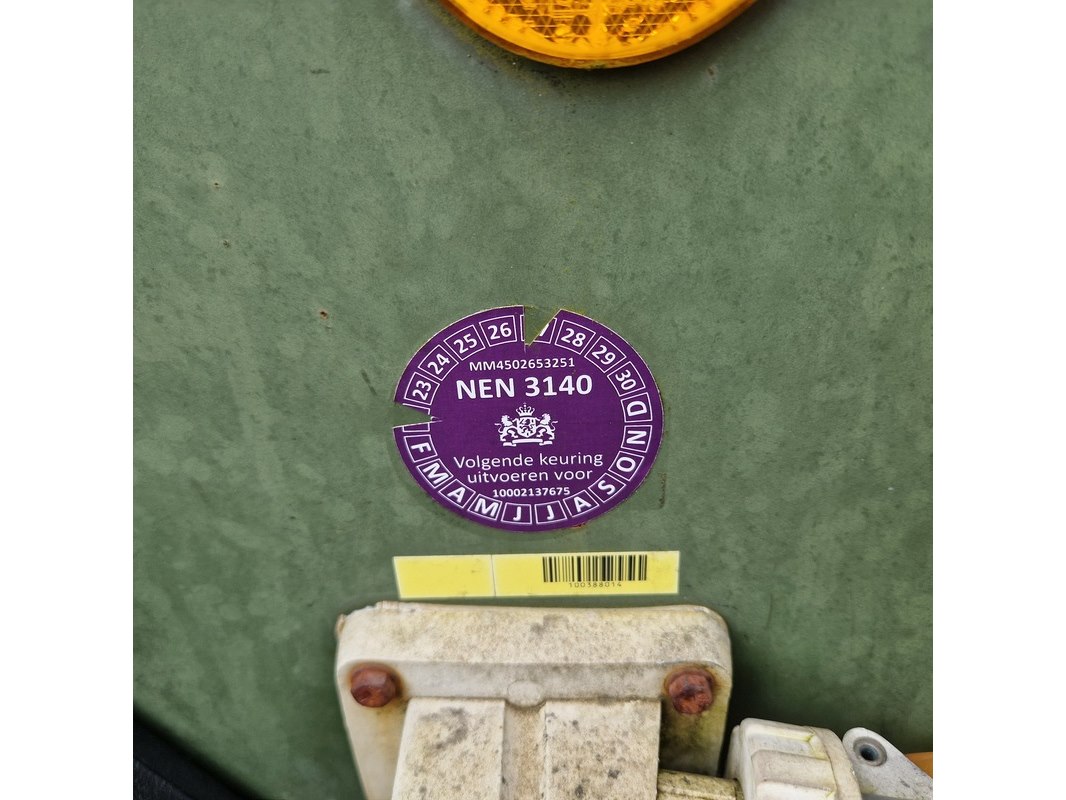 23 24 25 26 28 29 30
MM4502653251
NEN 3140
Volgende keuring
uitvoeren voor
10002137675
F M A M J J A S O N D
100388014